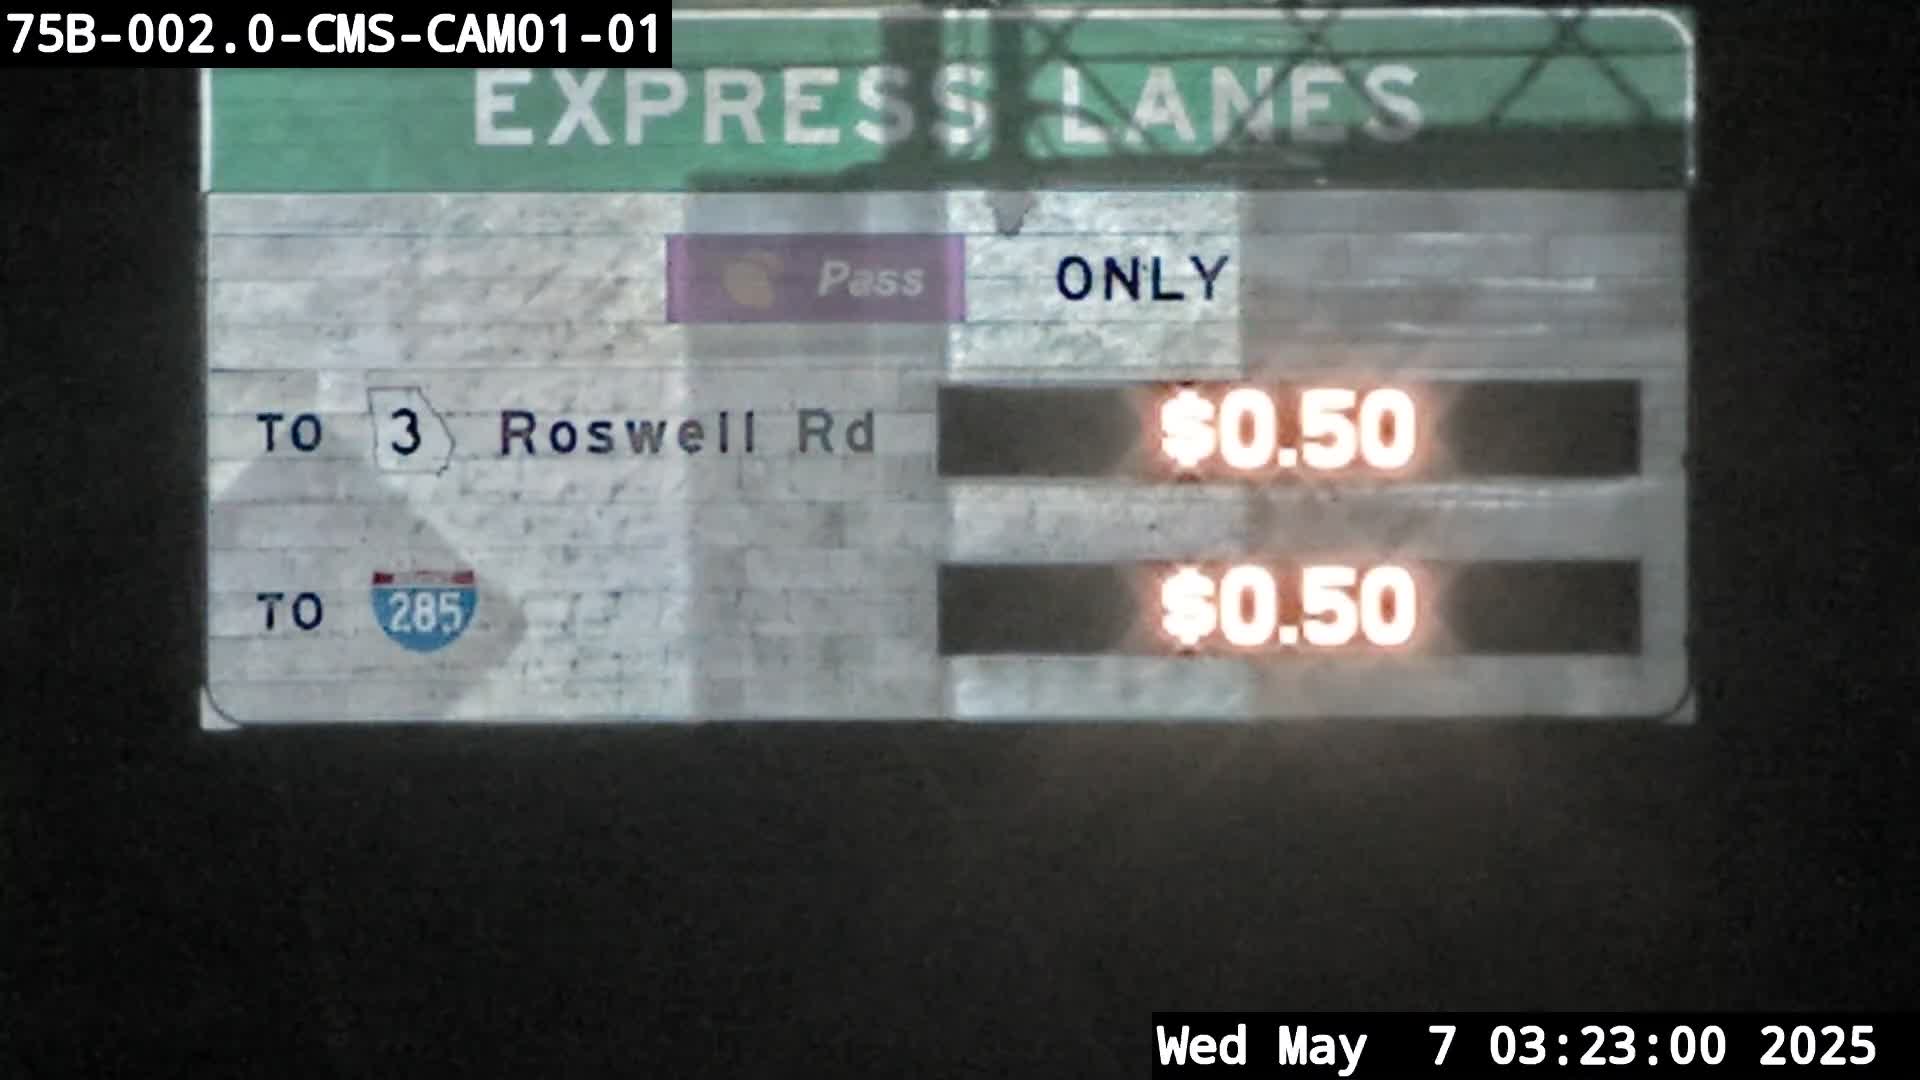 75B-002.0-CMS-CAM01-01
EXPRESS LANES
Pass ONLY
TO 3 Roswell Rd $0.50
TO 285 $0.50
Wed May 7 03:23:00 2025